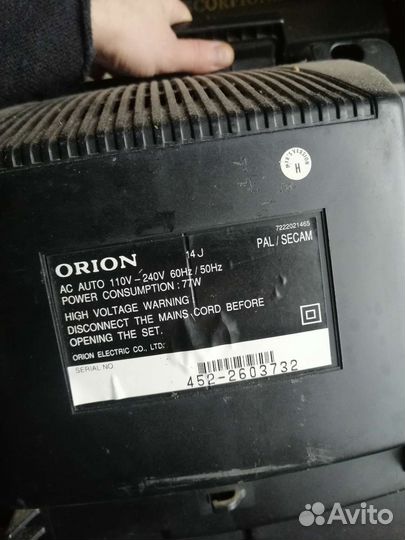 ORION 14 J 7222021465
AC AUTO 110V-240V 60Hz/50Hz PAL/SECAM
POWER CONSUMPTION:77W
HIGH VOLTAGE WARNING
DISCONNECT THE MAINS CORD BEFORE
OPENING THE SET.
ORION ELECTRIC CO., LTD.
SERIAL NO.
452-2603732
H
Avito